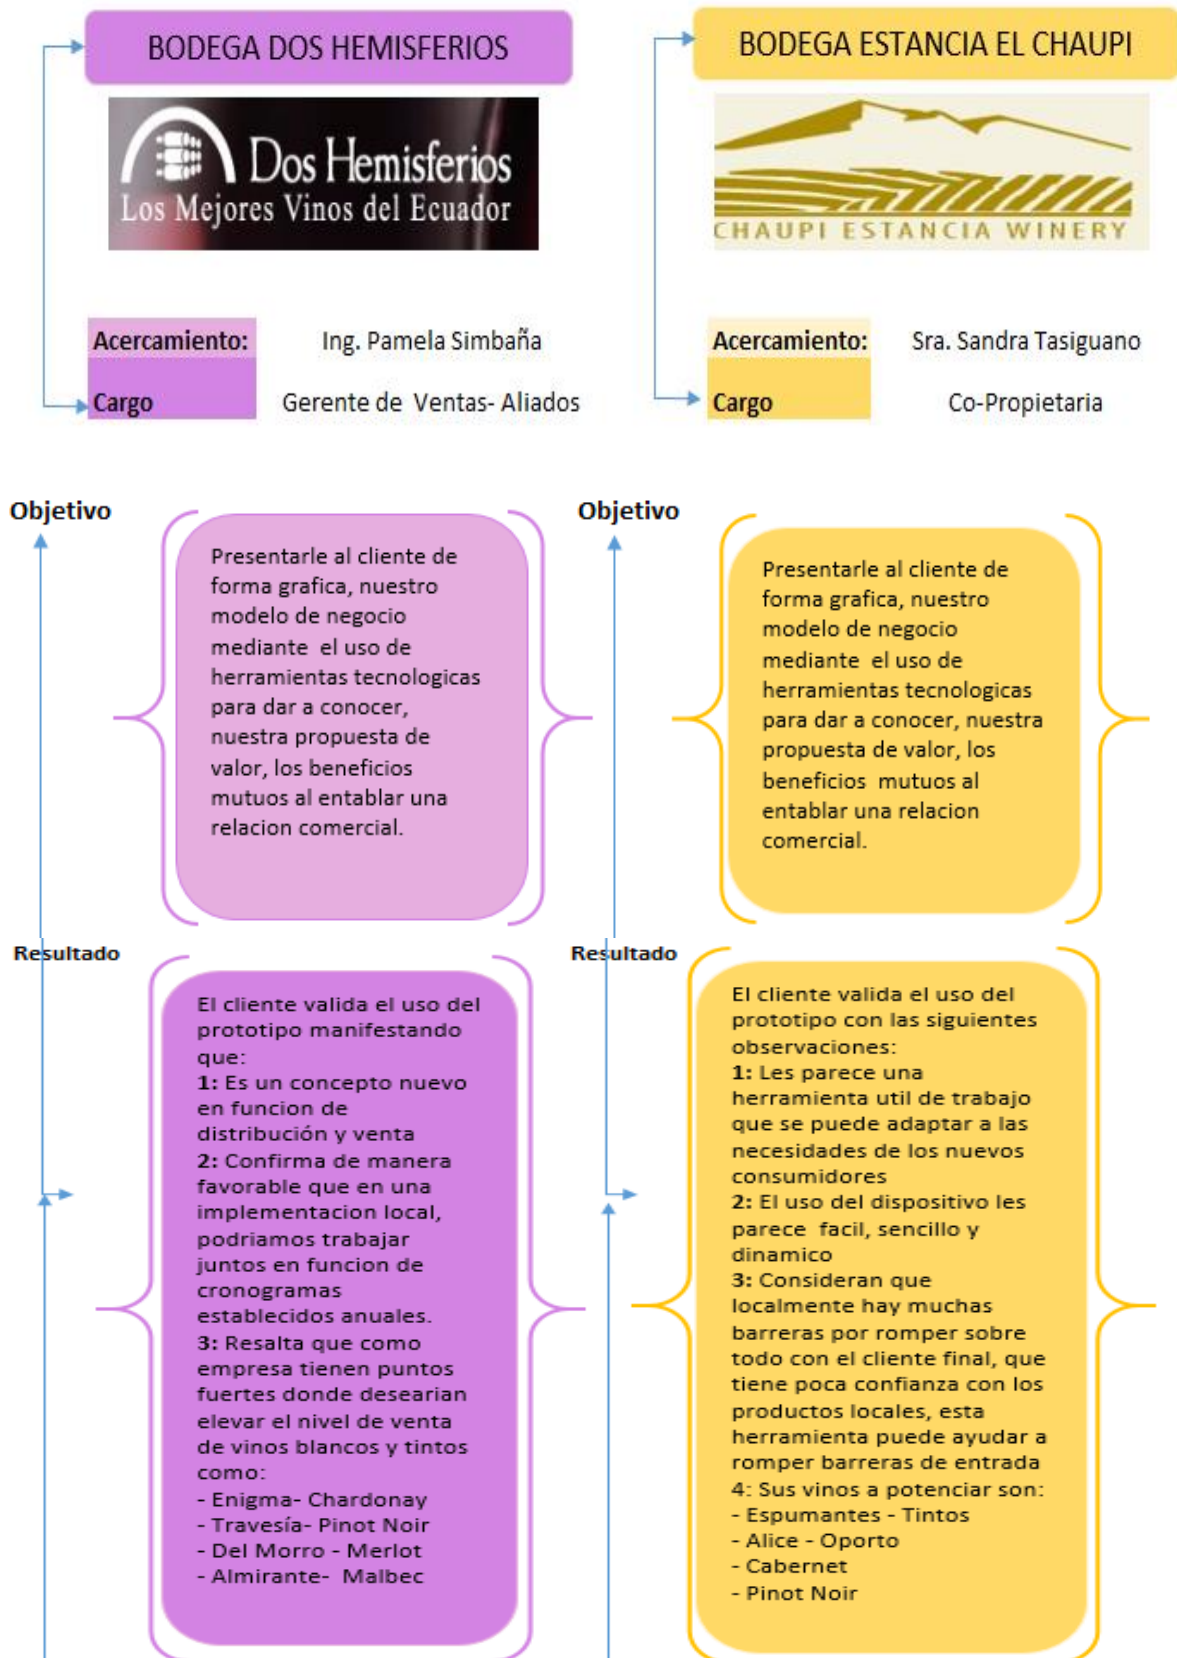 BODEGA DOS HEMISFERIOS
Dos Hemisferios
Los Mejores Vinos del Ecuador
Acercamiento: Ing. Pamela Simbaña
Cargo Gerente de Ventas- Aliados
BODEGA ESTANCIA EL CHAUPI
CHAUPI ESTANCIA WINERY
Acercamiento: Sra. Sandra Tasiguano
Cargo Co-Propietaria
Objetivo
Presentarle al cliente de
forma grafica, nuestro
modelo de negocio
mediante el uso de
herramientas tecnologicas
para dar a conocer,
nuestra propuesta de
valor, los beneficios
mutuos al entablar una
relacion comercial.
Objetivo
Presentarle al cliente de
forma grafica, nuestro
modelo de negocio
mediante el uso de
herramientas tecnologicas
para dar a conocer, nuestra
propuesta de valor, los
beneficios mutuos al
entablar una relacion
comercial.
Resultado
El cliente valida el uso del
prototipo manifestando
que:
1: Es un concepto nuevo
en funcion de
distribución y venta
2: Confirma de manera
favorable que en una
implementacion local,
podriamos trabajar
juntos en funcion de
cronogramas
establecidos anuales.
3: Resalta que como
empresa tienen puntos
fuertes donde desearian
elevar el nivel de venta
de vinos blancos y tintos
como:
- Enigma- Chardonay
- Travesía- Pinot Noir
- Del Morro - Merlot
- Almirante- Malbec
Resultado
El cliente valida el uso del
prototipo con las siguientes
observaciones:
1: Les parece una
herramienta util de trabajo
que se puede adaptar a las
necesidades de los nuevos
consumidores
2: El uso del dispositivo les
parece facil, sencillo y
dinamico
3: Consideran que
localmente hay muchas
barreras por romper sobre
todo con el cliente final, que
tiene poca confianza con los
productos locales, esta
herramienta puede ayudar a
romper barreras de entrada
4: Sus vinos a potenciar son:
- Espumantes - Tintos
- Alice - Oporto
- Cabernet
- Pinot Noir